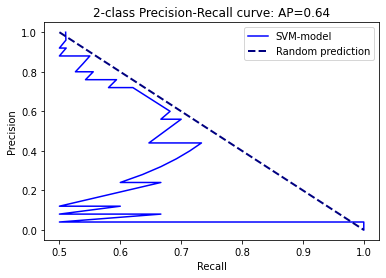 2-class Precision-Recall curve: AP=0.64
SVM-model
Random prediction
Precision
1.0
0.8
0.6
0.4
0.2
0.0
0.5 0.6 0.7 0.8 0.9 1.0
Recall